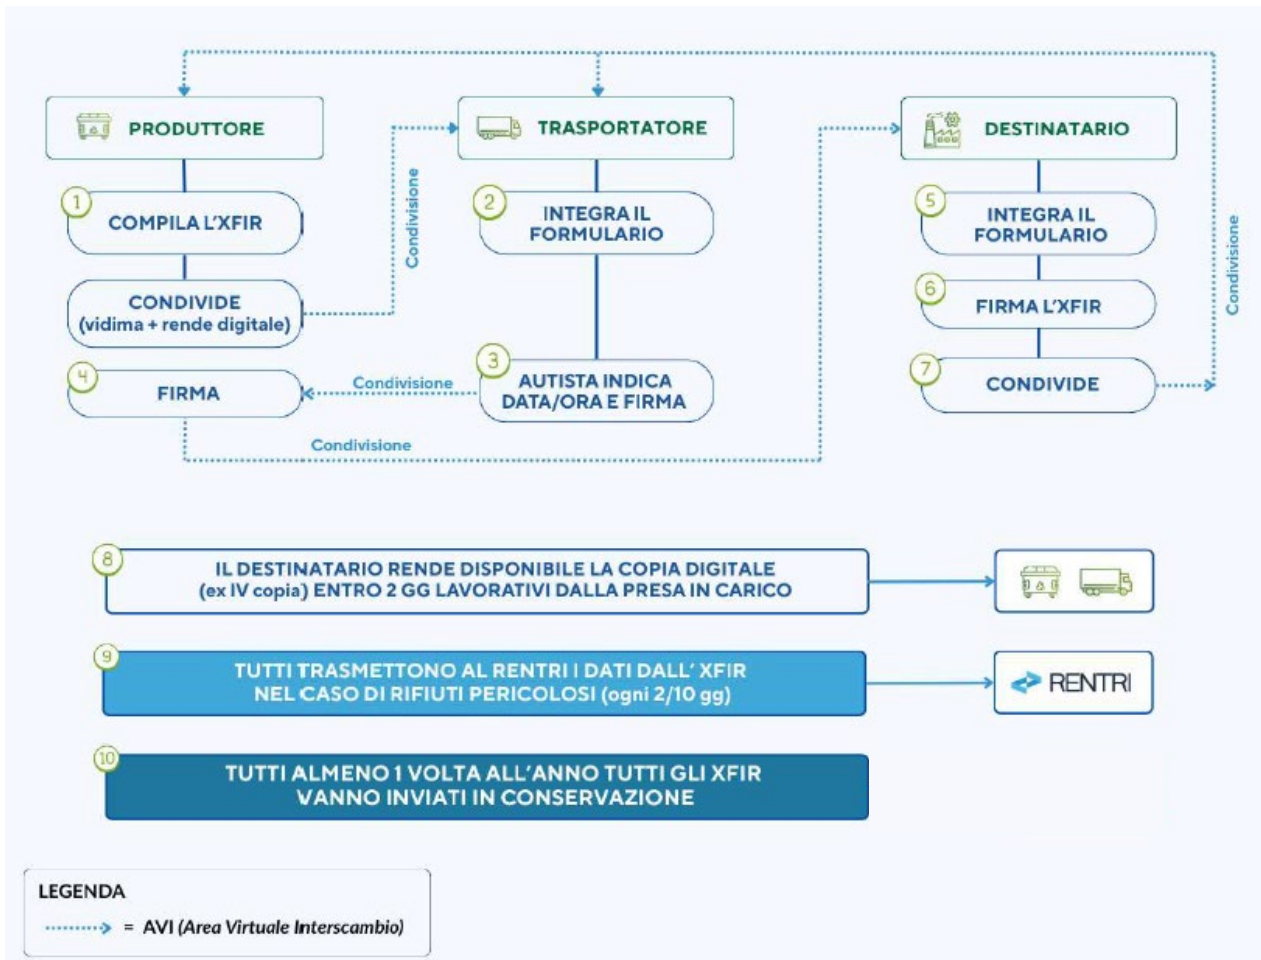 PRODUTTORE
TRASPORTATORE
DESTINATARIO
1
COMPILA L'XFIR
CONDIVIDE
(vidima + rende digitale)
Condivisione
2
INTEGRA IL
FORMULARIO
3
AUTISTA INDICA
DATA/ORA E FIRMA
Condivisione
4
FIRMA
Condivisione
5
INTEGRA IL
FORMULARIO
6
FIRMA L'XFIR
7
CONDIVIDE
Condivisione
8
IL DESTINATARIO RENDE DISPONIBILE LA COPIA DIGITALE
(ex IV copia) ENTRO 2 GG LAVORATIVI DALLA PRESA IN CARICO
9
TUTTI TRASMETTONO AL RENTRI I DATI DALL' XFIR
NEL CASO DI RIFIUTI PERICOLOSI (ogni 2/10 gg)
RENTRI
10
TUTTI ALMENO 1 VOLTA ALL'ANNO TUTTI GLI XFIR
VANNO INVIATI IN CONSERVAZIONE
LEGENDA
= AVI (Area Virtuale Interscambio)